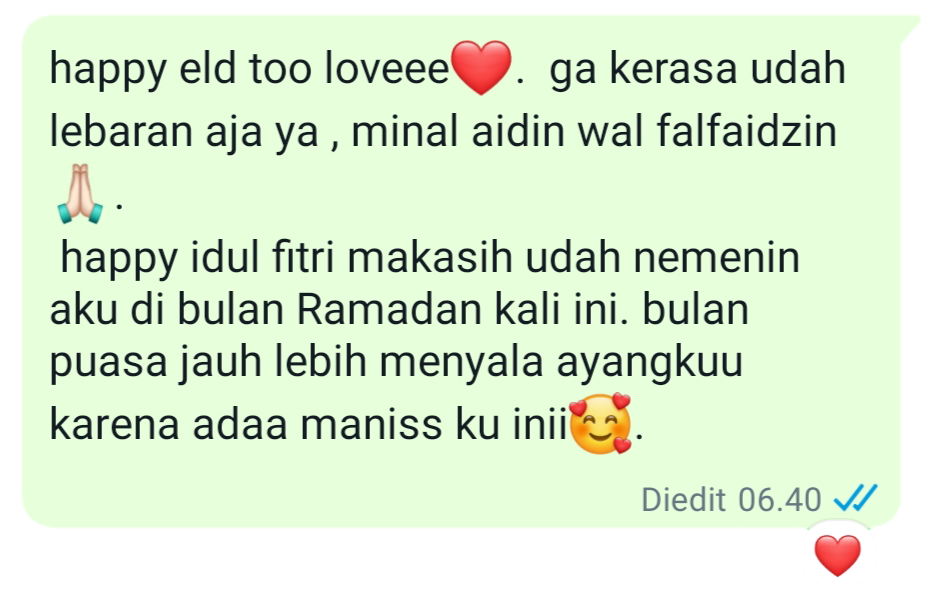 happy eld too loveee❤️. ga kerasa udah
lebaran aja ya , minal aidin wal falfaidzin
🙏🏻.
happy idul fitri makasih udah nemenin
aku di bulan Ramadan kali ini. bulan
puasa jauh lebih menyala ayangkuu
karena adaa maniss ku inii🥰.
Diedit 06.40